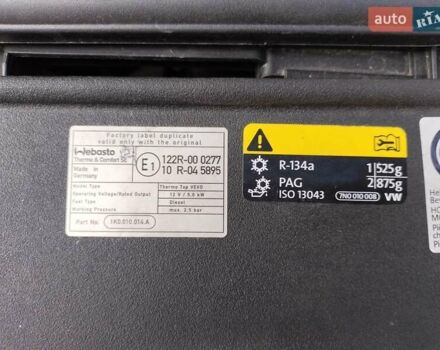 auto RIA
Factory label duplicate
valid only with the original
Webasto
Thermo & Comfort SE
Made in
Germany
E1
122R-00 0277
10 R-04 5895
Model Thermo Top VEVO
Operating Voltage/Rated Output 12 V / 5.0 kW
Fuel Type Diesel
Working Pressure max. 2,5 bar
Part No: 1K0.010.014.A
R-134a 1 525g
PAG 2 875g
ISO 13043 7N0 010 00B VW